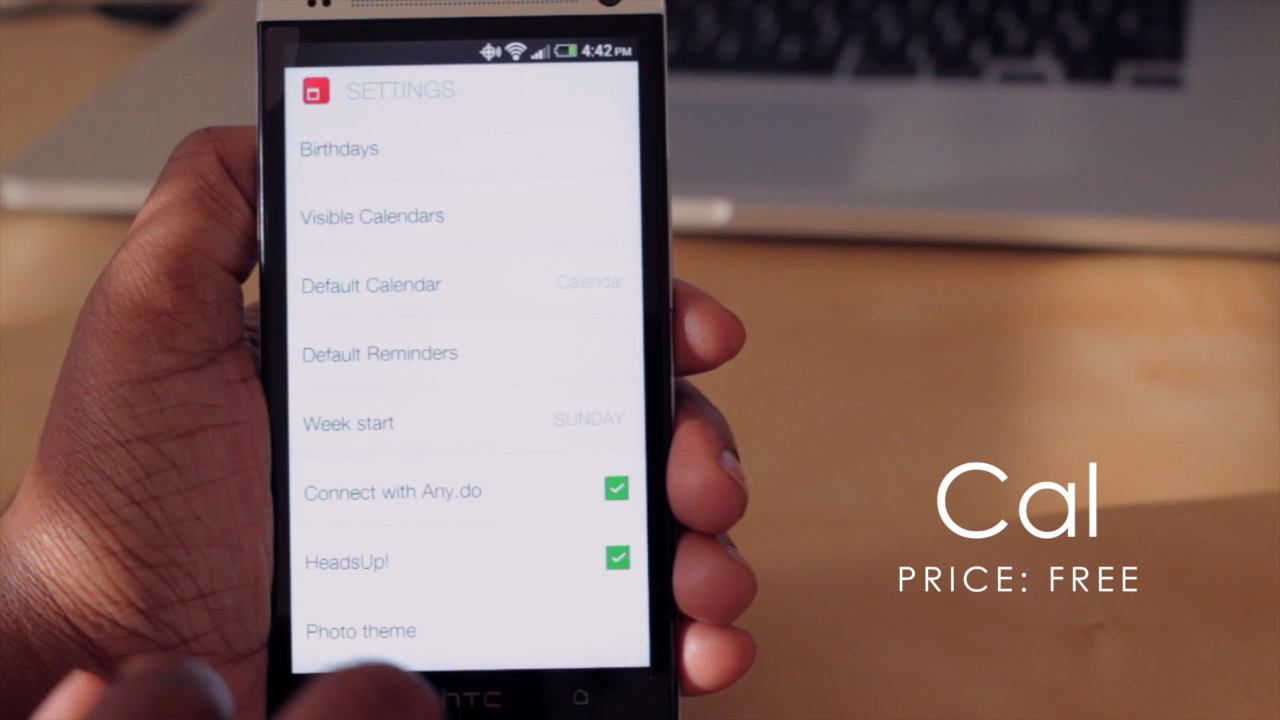 4:42 PM
SETTINGS
Birthdays
Visible Calendars
Default Calendar Calendar
Default Reminders
Week start SUNDAY
Connect with Any.do
HeadsUp!
Photo theme
hTC
Cal
PRICE: FREE